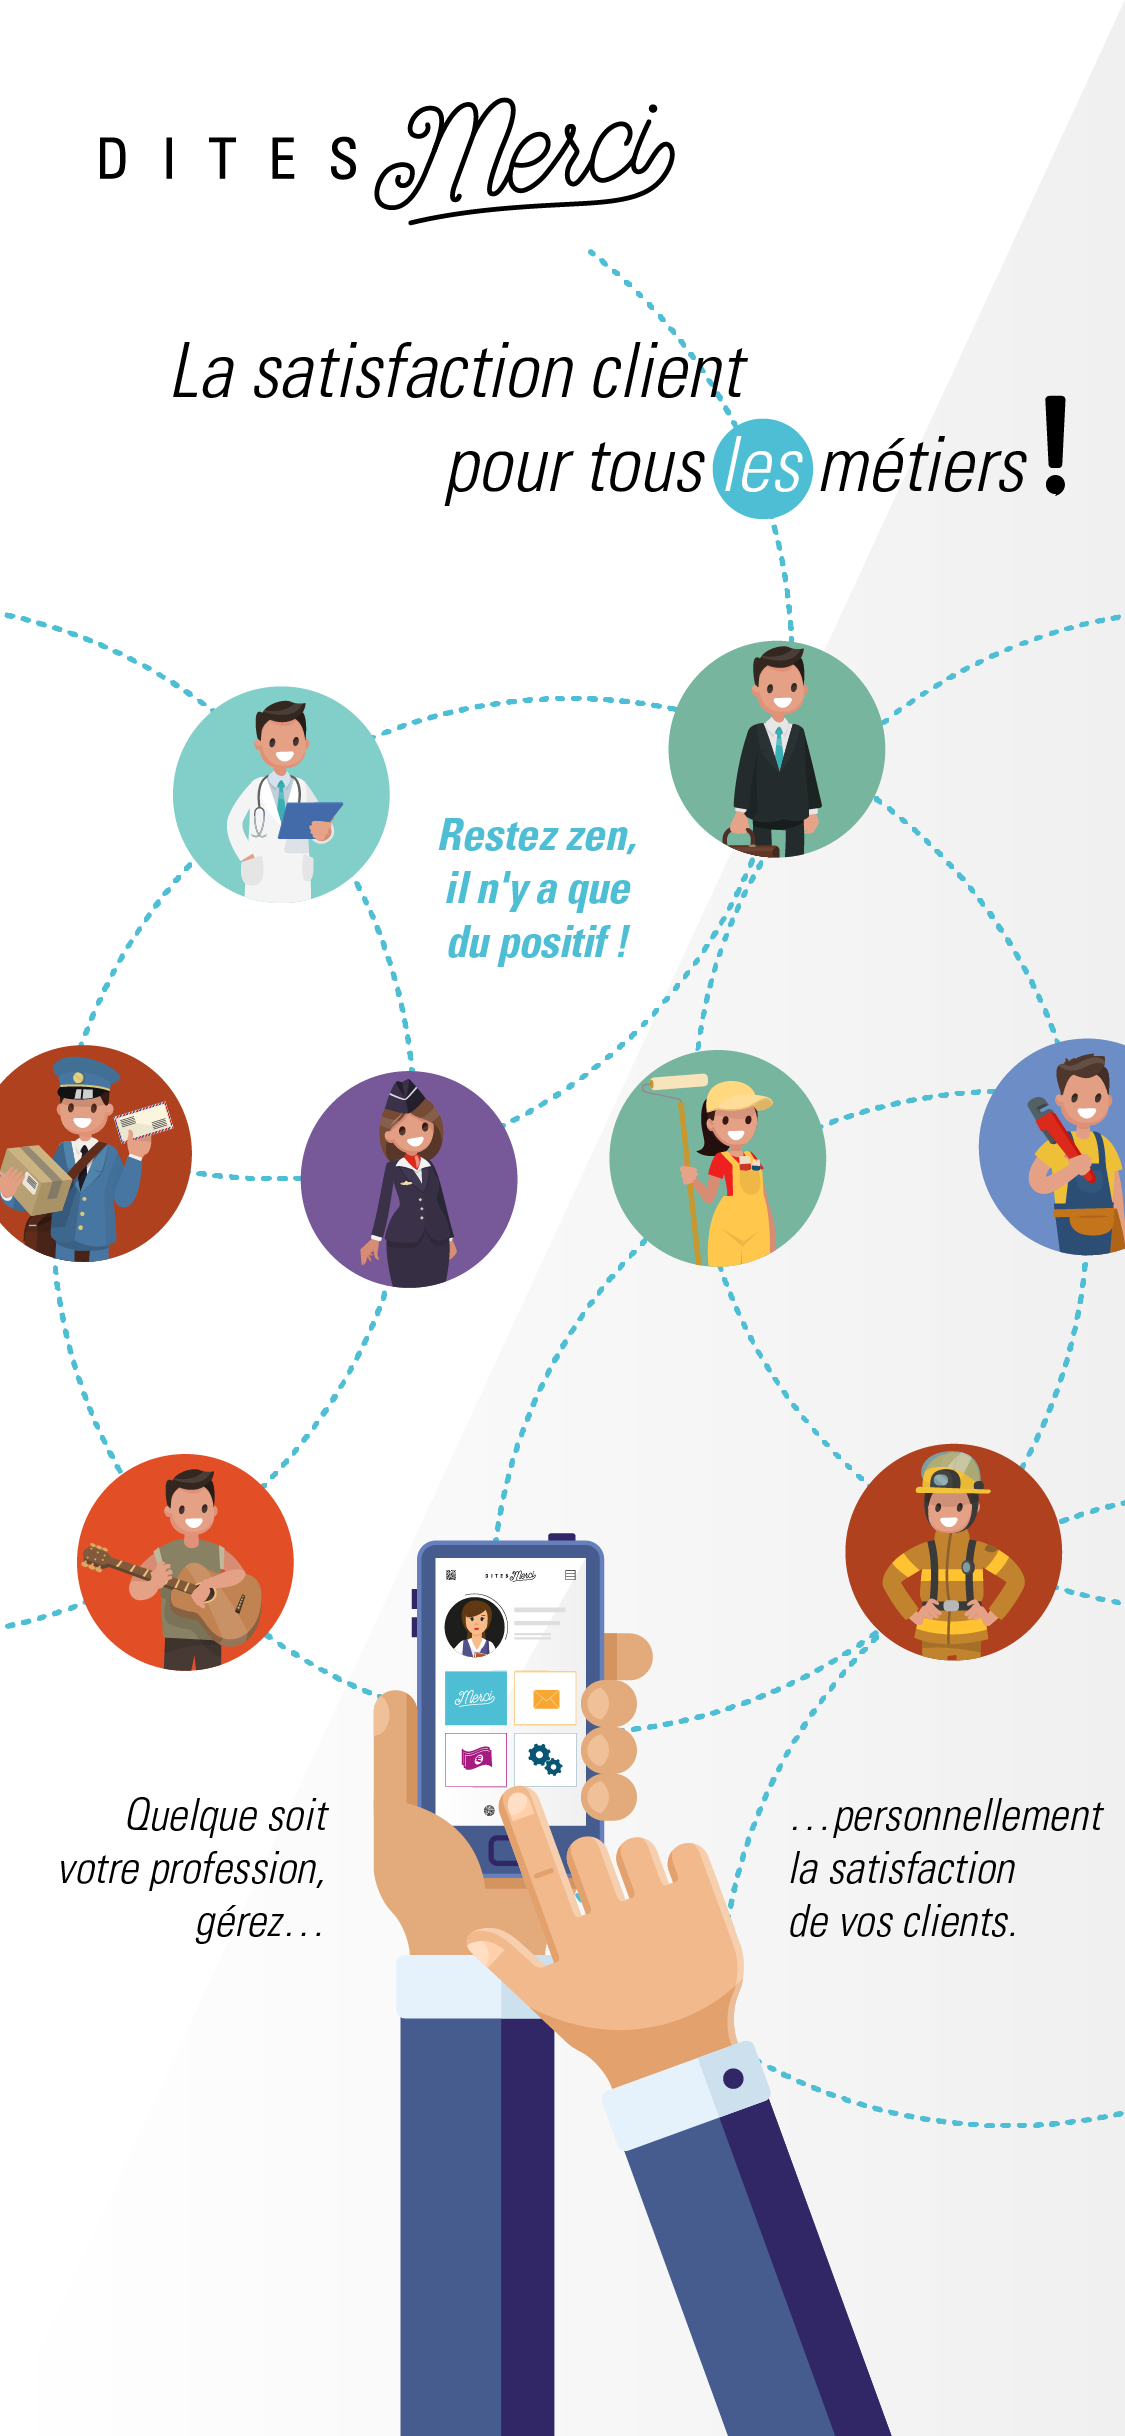 DITES Merci
La satisfaction client
pour tous les métiers !
Restez zen,
il n'y a que
du positif !
DITES Merci
Merci
Quelque soit
votre profession,
gérez...
...personnellement
la satisfaction
de vos clients.